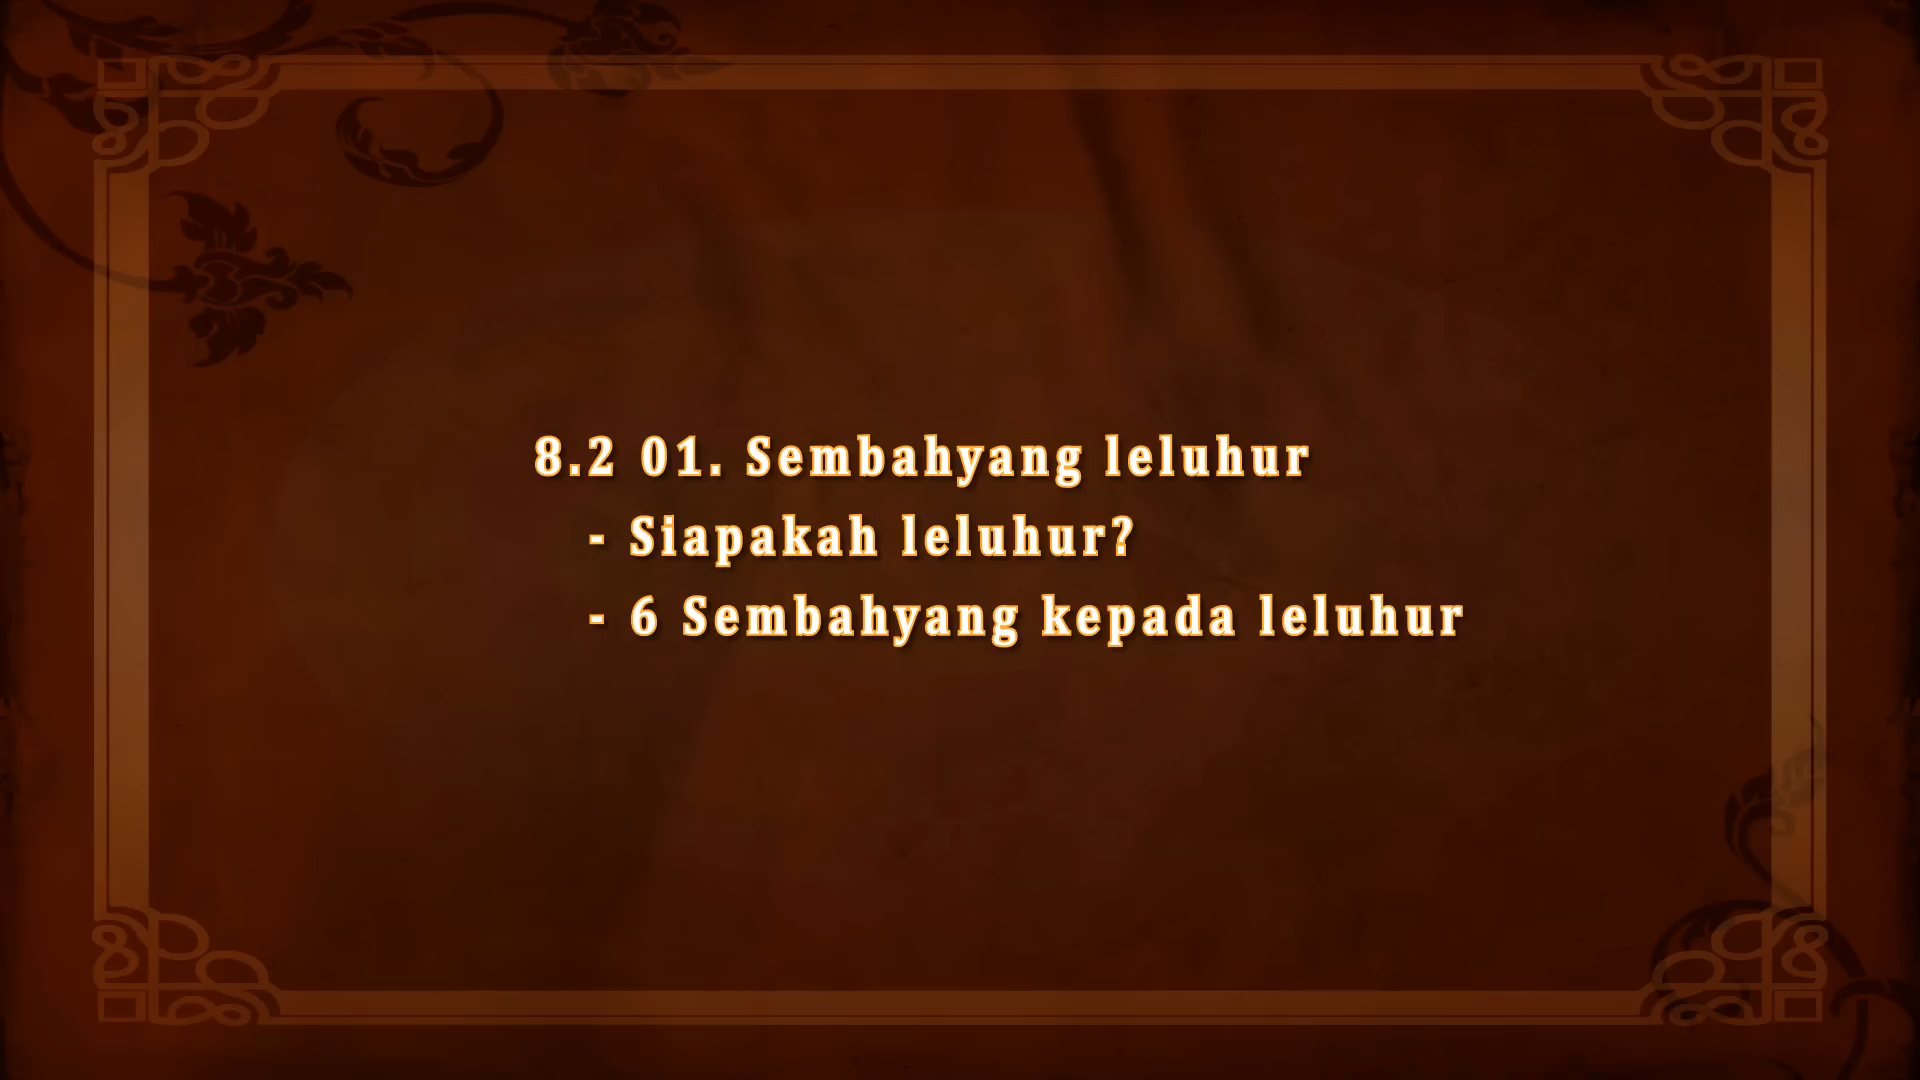 8.2 01. Sembahyang leluhur
- Siapakah leluhur?
- 6 Sembahyang kepada leluhur